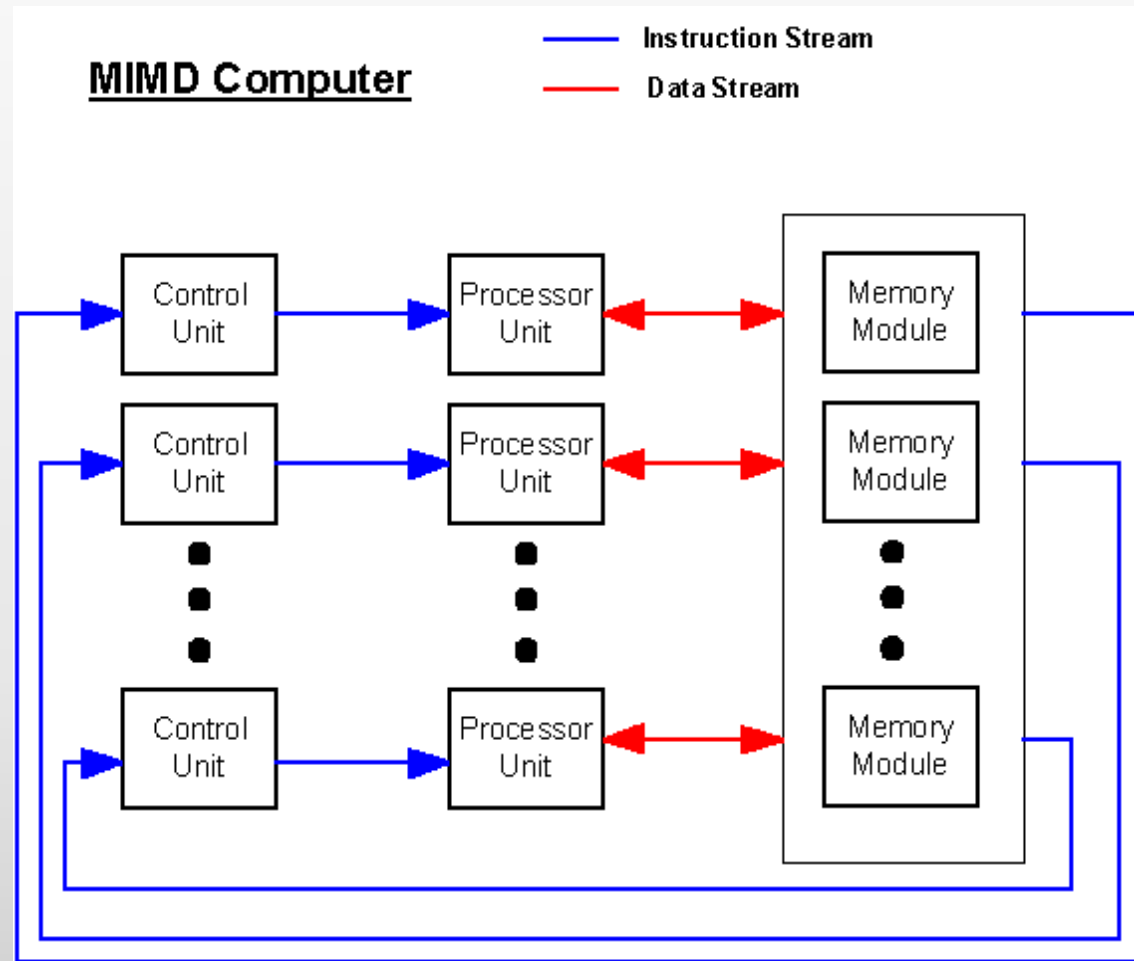 MIMD Computer
Instruction Stream
Data Stream
Control
Unit
Processor
Unit
Memory
Module
Control
Unit
Processor
Unit
Memory
Module
Control
Unit
Processor
Unit
Memory
Module